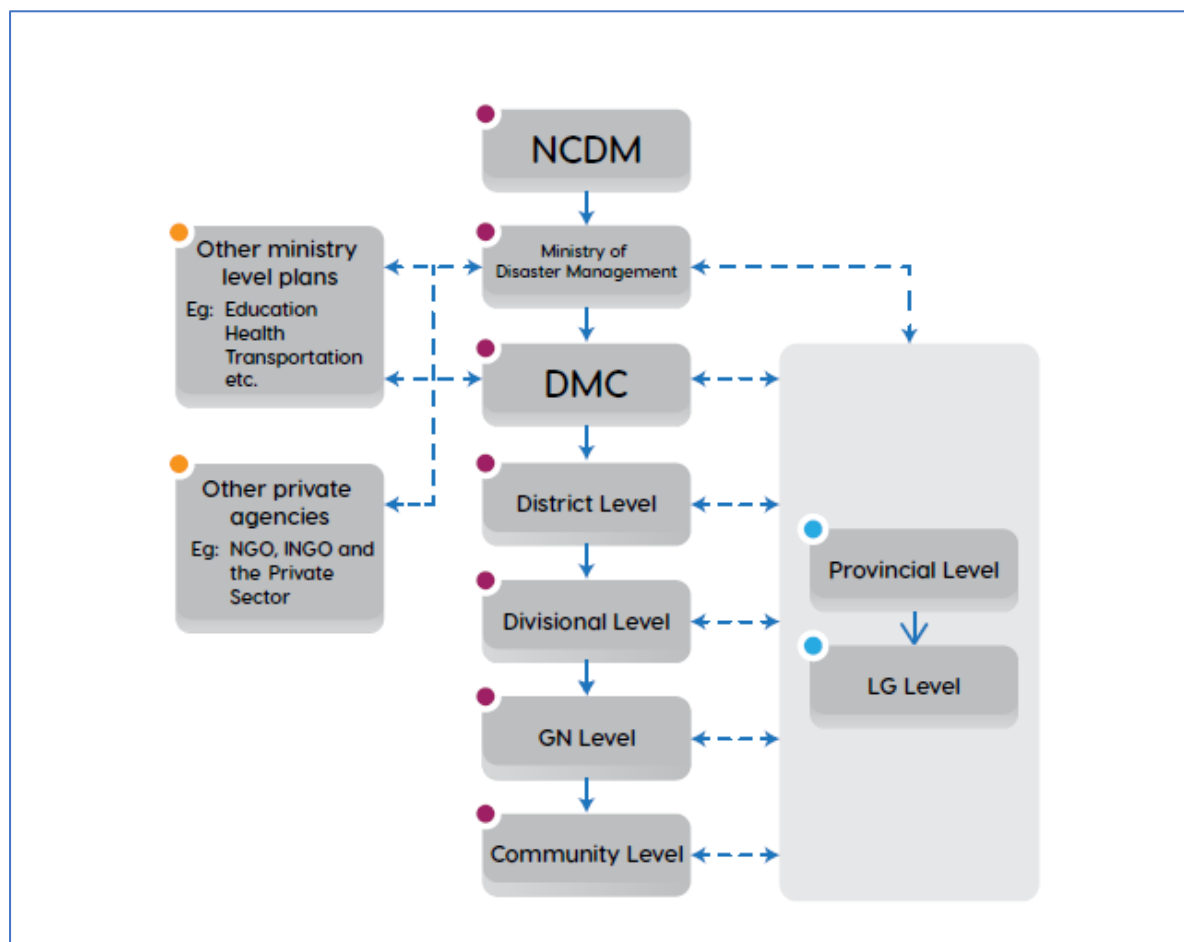 NCDM
Other ministry
level plans
Eg: Education
Health
Transportation
etc.
Ministry of
Disaster Management
DMC
Other private
agencies
Eg: NGO, INGO and
the Private
Sector
District Level
Provincial Level
Divisional Level
LG Level
GN Level
Community Level